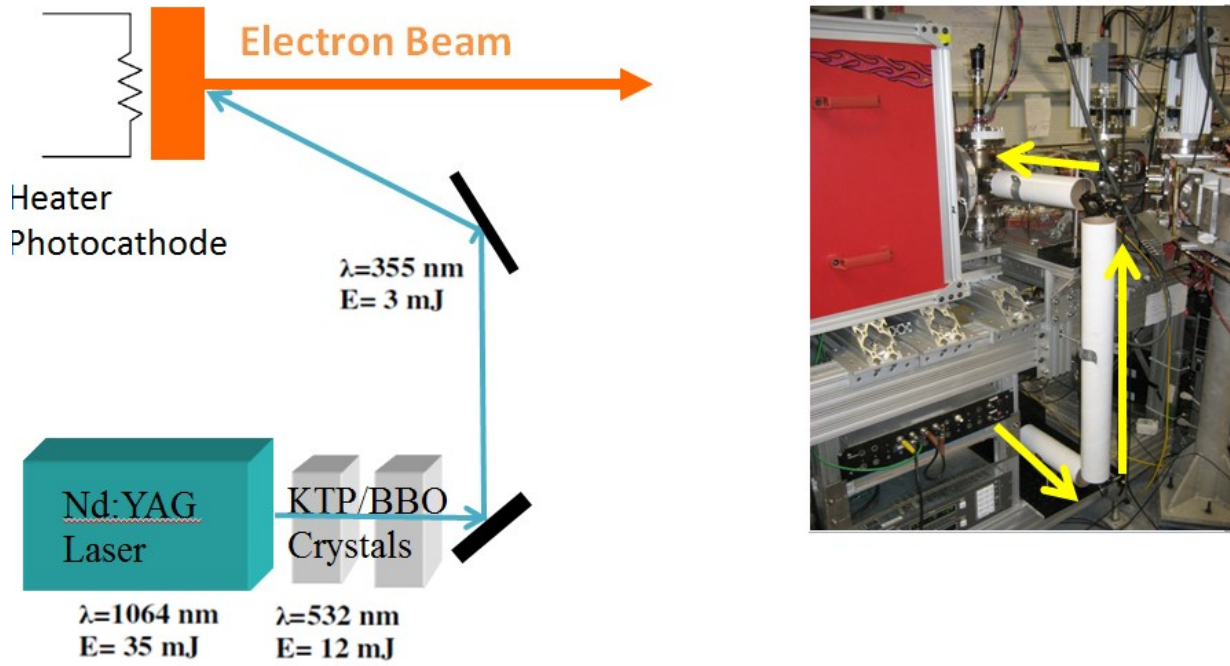 Electron Beam
Heater
Photocathode
λ=355 nm
E= 3 mJ
Nd:YAG
Laser
KTP/BBO
Crystals
λ=1064 nm
E= 35 mJ
λ=532 nm
E= 12 mJ